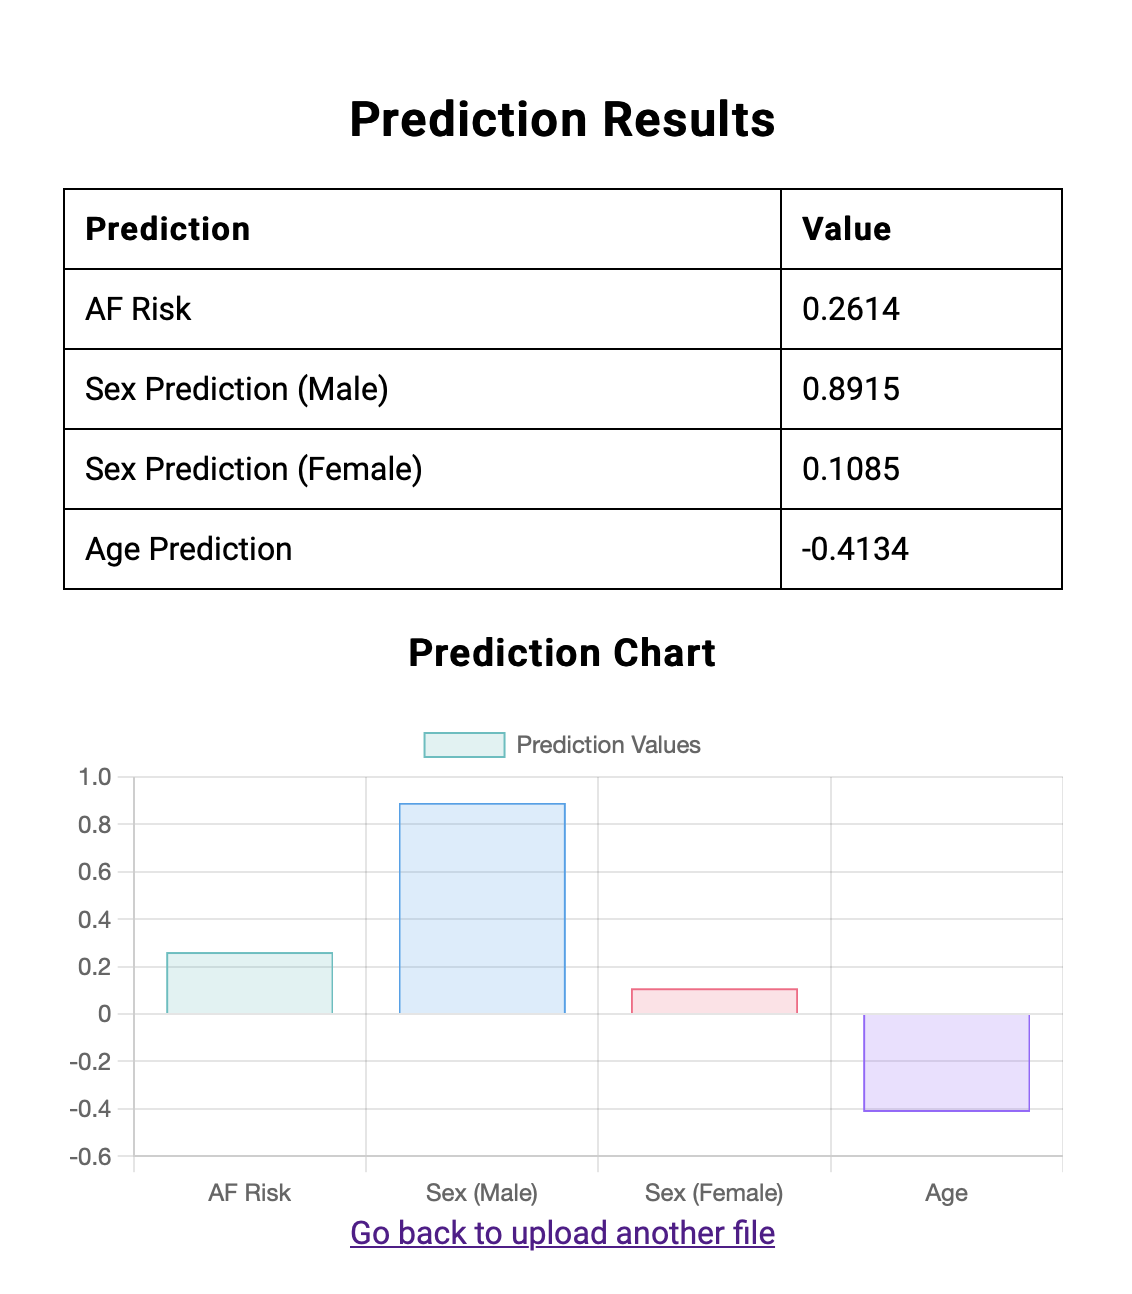 Prediction Results
Prediction Value
AF Risk 0.2614
Sex Prediction (Male) 0.8915
Sex Prediction (Female) 0.1085
Age Prediction -0.4134
Prediction Chart
Prediction Values
1.0
0.8
0.6
0.4
0.2
0
-0.2
-0.4
-0.6
AF Risk Sex (Male) Sex (Female) Age
Go back to upload another file